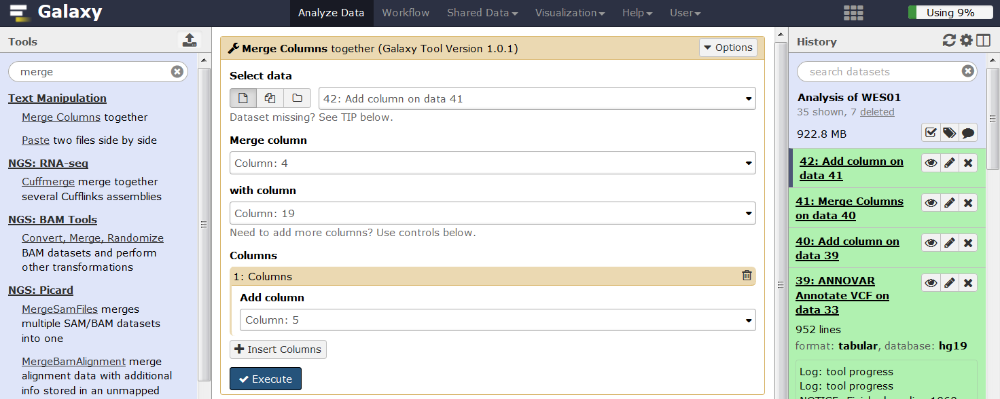 Galaxy
Analyze Data
Workflow
Shared Data
Visualization
Help
User
Using 9%
Tools
merge
Text Manipulation
Merge Columns together
Paste two files side by side
NGS: RNA-seq
Cuffmerge merge together
several Cufflinks assemblies
NGS: BAM Tools
Convert, Merge, Randomize
BAM datasets and perform
other transformations
NGS: Picard
MergeSamFiles merges
multiple SAM/BAM datasets
into one
MergeBamAlignment merge
alignment data with additional
info stored in an unmapped
Merge Columns together (Galaxy Tool Version 1.0.1)
Options
Select data
42: Add column on data 41
Dataset missing? See TIP below.
Merge column
Column: 4
with column
Column: 19
Need to add more columns? Use controls below.
Columns
1: Columns
Add column
Column: 5
Insert Columns
Execute
History
search datasets
Analysis of WES01
35 shown, 7 deleted
922.8 MB
42: Add column on
data 41
41: Merge Columns
on data 40
40: Add column on
data 39
39: ANNOVAR
Annotate VCF on
data 33
952 lines
format: tabular, database: hg19
Log: tool progress
Log: tool progress